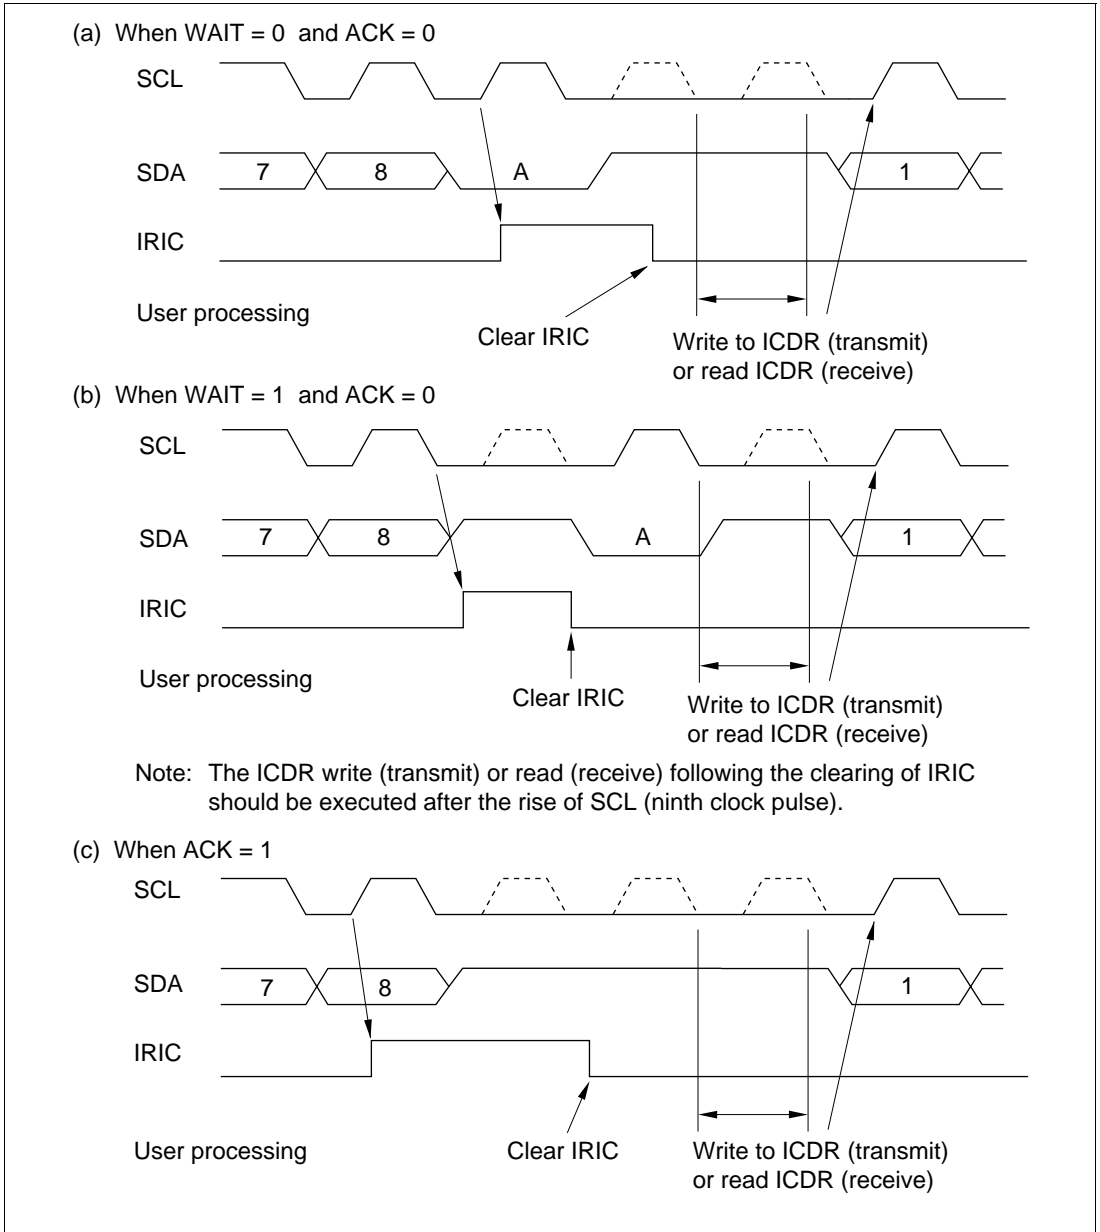 (a) When WAIT = 0 and ACK = 0
SCL
SDA
7 8 A 1
IRIC
User processing
Clear IRIC
Write to ICDR (transmit)
or read ICDR (receive)
(b) When WAIT = 1 and ACK = 0
SCL
SDA
7 8 A 1
IRIC
User processing
Clear IRIC
Write to ICDR (transmit)
or read ICDR (receive)
Note: The ICDR write (transmit) or read (receive) following the clearing of IRIC
should be executed after the rise of SCL (ninth clock pulse).
(c) When ACK = 1
SCL
SDA
7 8 1
IRIC
User processing
Clear IRIC
Write to ICDR (transmit)
or read ICDR (receive)